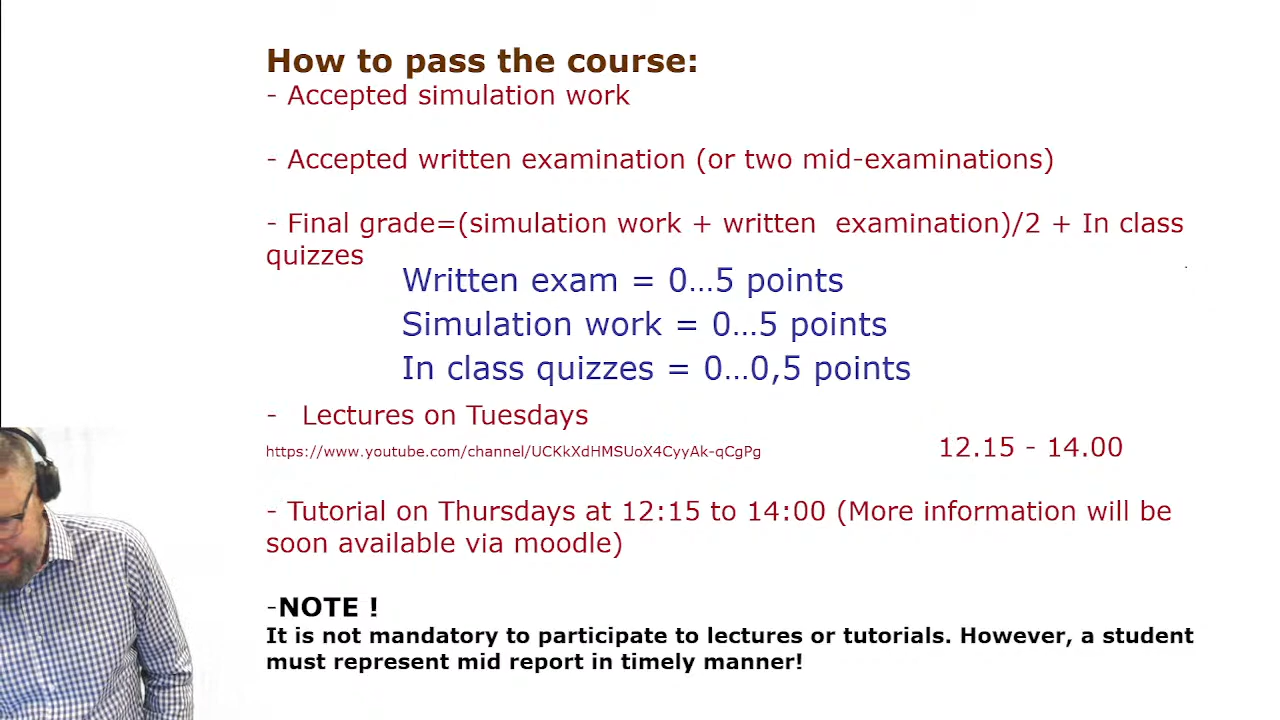 How to pass the course:
- Accepted simulation work
- Accepted written examination (or two mid-examinations)
- Final grade=(simulation work + written  examination)/2 + In class
quizzes
Written exam = 0…5 points
Simulation work = 0…5 points
In class quizzes = 0…0,5 points
-  Lectures on Tuesdays
https://www.youtube.com/channel/UCKkXdHMSUoX4CyyAk-qCgPg
12.15 - 14.00
- Tutorial on Thursdays at 12:15 to 14:00 (More information will be
soon available via moodle)
-NOTE !
It is not mandatory to participate to lectures or tutorials. However, a student
must represent mid report in timely manner!